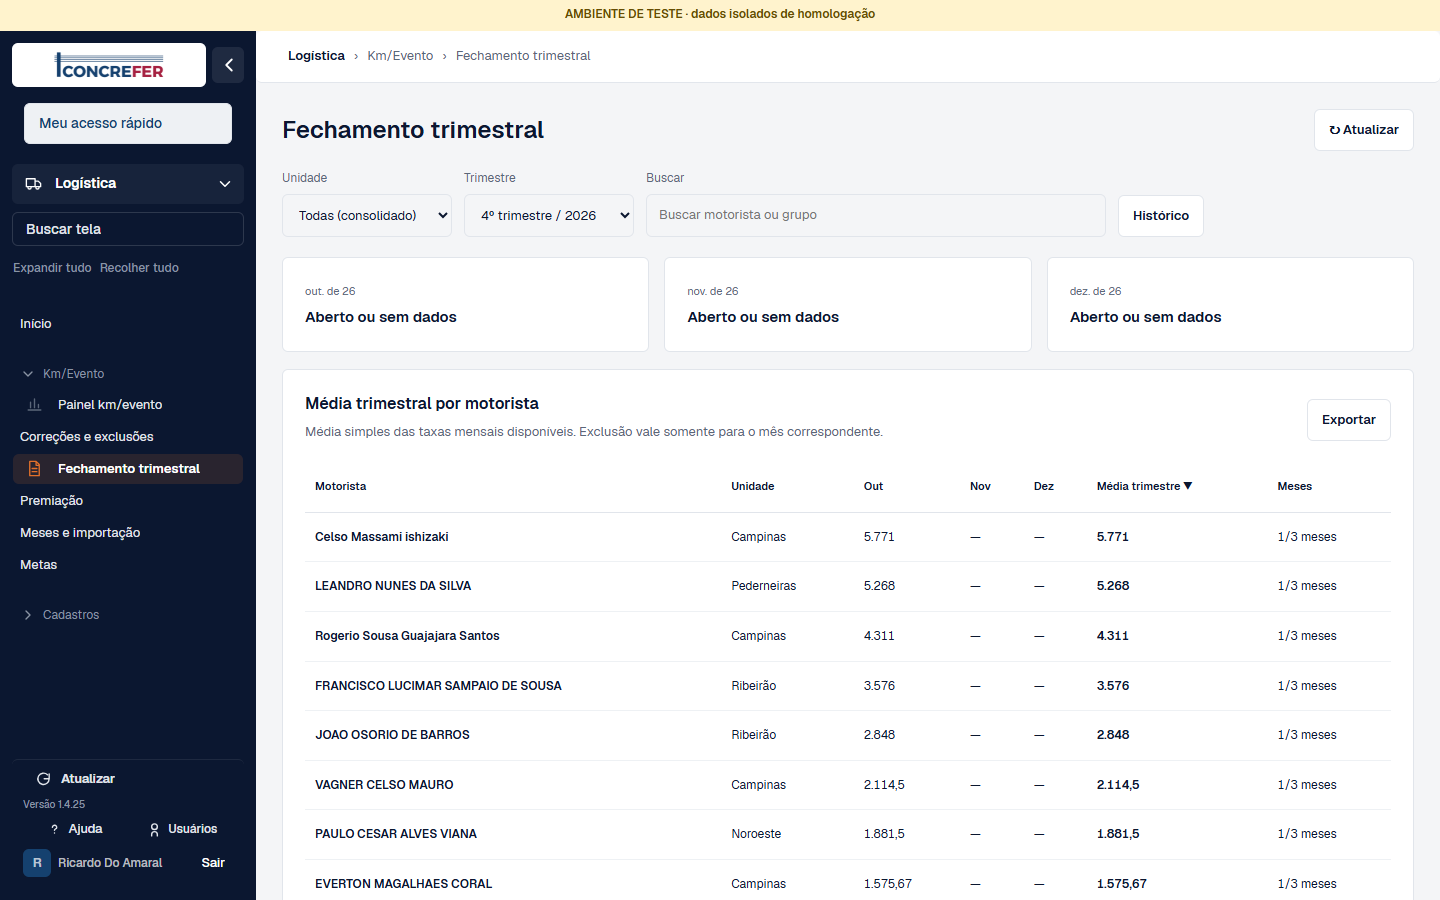 AMBIENTE DE TESTE · dados isolados de homologação
CONCREFER
Meu acesso rápido
Logística
Buscar tela
Expandir tudo Recolher tudo
Início
Km/Evento
Painel km/evento
Correções e exclusões
Fechamento trimestral
Premiação
Meses e importação
Metas
Cadastros
Atualizar
Versão 1.4.25
? Ajuda Usuários
R Ricardo Do Amaral Sair
Logística › Km/Evento › Fechamento trimestral
Fechamento trimestral
↻ Atualizar
Unidade Trimestre Buscar
Todas (consolidado) 4º trimestre / 2026 Buscar motorista ou grupo Histórico
out. de 26
Aberto ou sem dados
nov. de 26
Aberto ou sem dados
dez. de 26
Aberto ou sem dados
Média trimestral por motorista
Média simples das taxas mensais disponíveis. Exclusão vale somente para o mês correspondente.
Exportar
Motorista Unidade Out Nov Dez Média trimestre ▼ Meses
Celso Massami ishizaki Campinas 5.771 — — 5.771 1/3 meses
LEANDRO NUNES DA SILVA Pederneiras 5.268 — — 5.268 1/3 meses
Rogerio Sousa Guajajara Santos Campinas 4.311 — — 4.311 1/3 meses
FRANCISCO LUCIMAR SAMPAIO DE SOUSA Ribeirão 3.576 — — 3.576 1/3 meses
JOAO OSORIO DE BARROS Ribeirão 2.848 — — 2.848 1/3 meses
VAGNER CELSO MAURO Campinas 2.114,5 — — 2.114,5 1/3 meses
PAULO CESAR ALVES VIANA Noroeste 1.881,5 — — 1.881,5 1/3 meses
EVERTON MAGALHAES CORAL Campinas 1.575,67 — — 1.575,67 1/3 meses